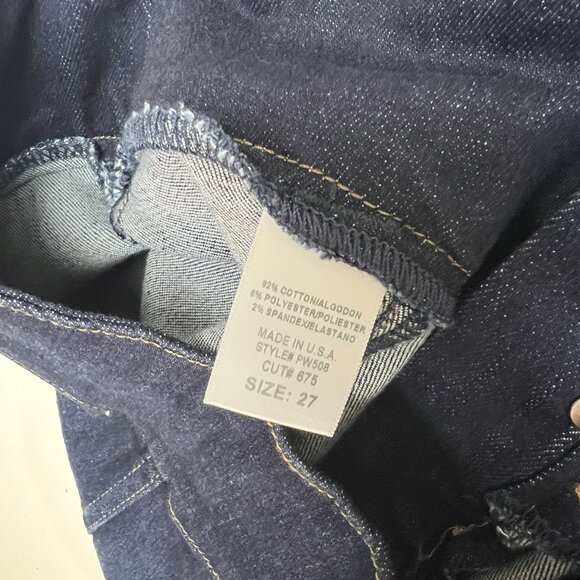 92% COTTON/ALGODON
6% POLYESTER/POLIESTER
2% SPANDEX/ELASTANO
MADE IN U.S.A.
STYLE# PW508
CUT# 675
SIZE: 27